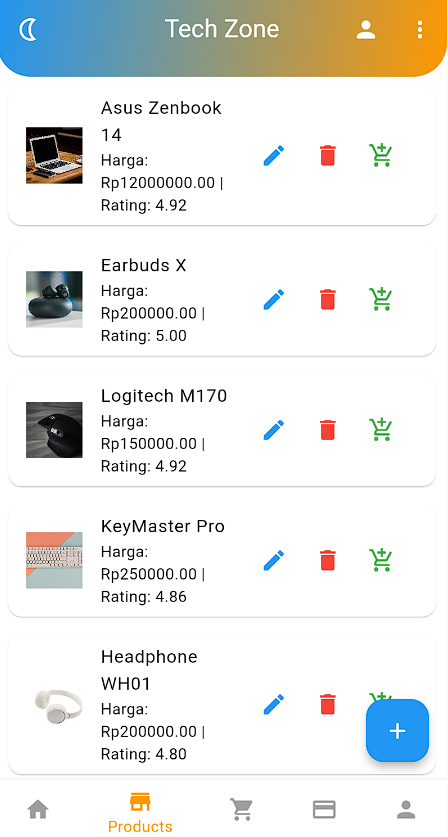 Tech Zone
Asus Zenbook
14
Harga:
Rp12000000.00 |
Rating: 4.92
Earbuds X
Harga:
Rp200000.00 |
Rating: 5.00
Logitech M170
Harga:
Rp150000.00 |
Rating: 4.92
KeyMaster Pro
Harga:
Rp250000.00 |
Rating: 4.86
Headphone
WH01
Harga:
Rp200000.00 |
Rating: 4.80
Products